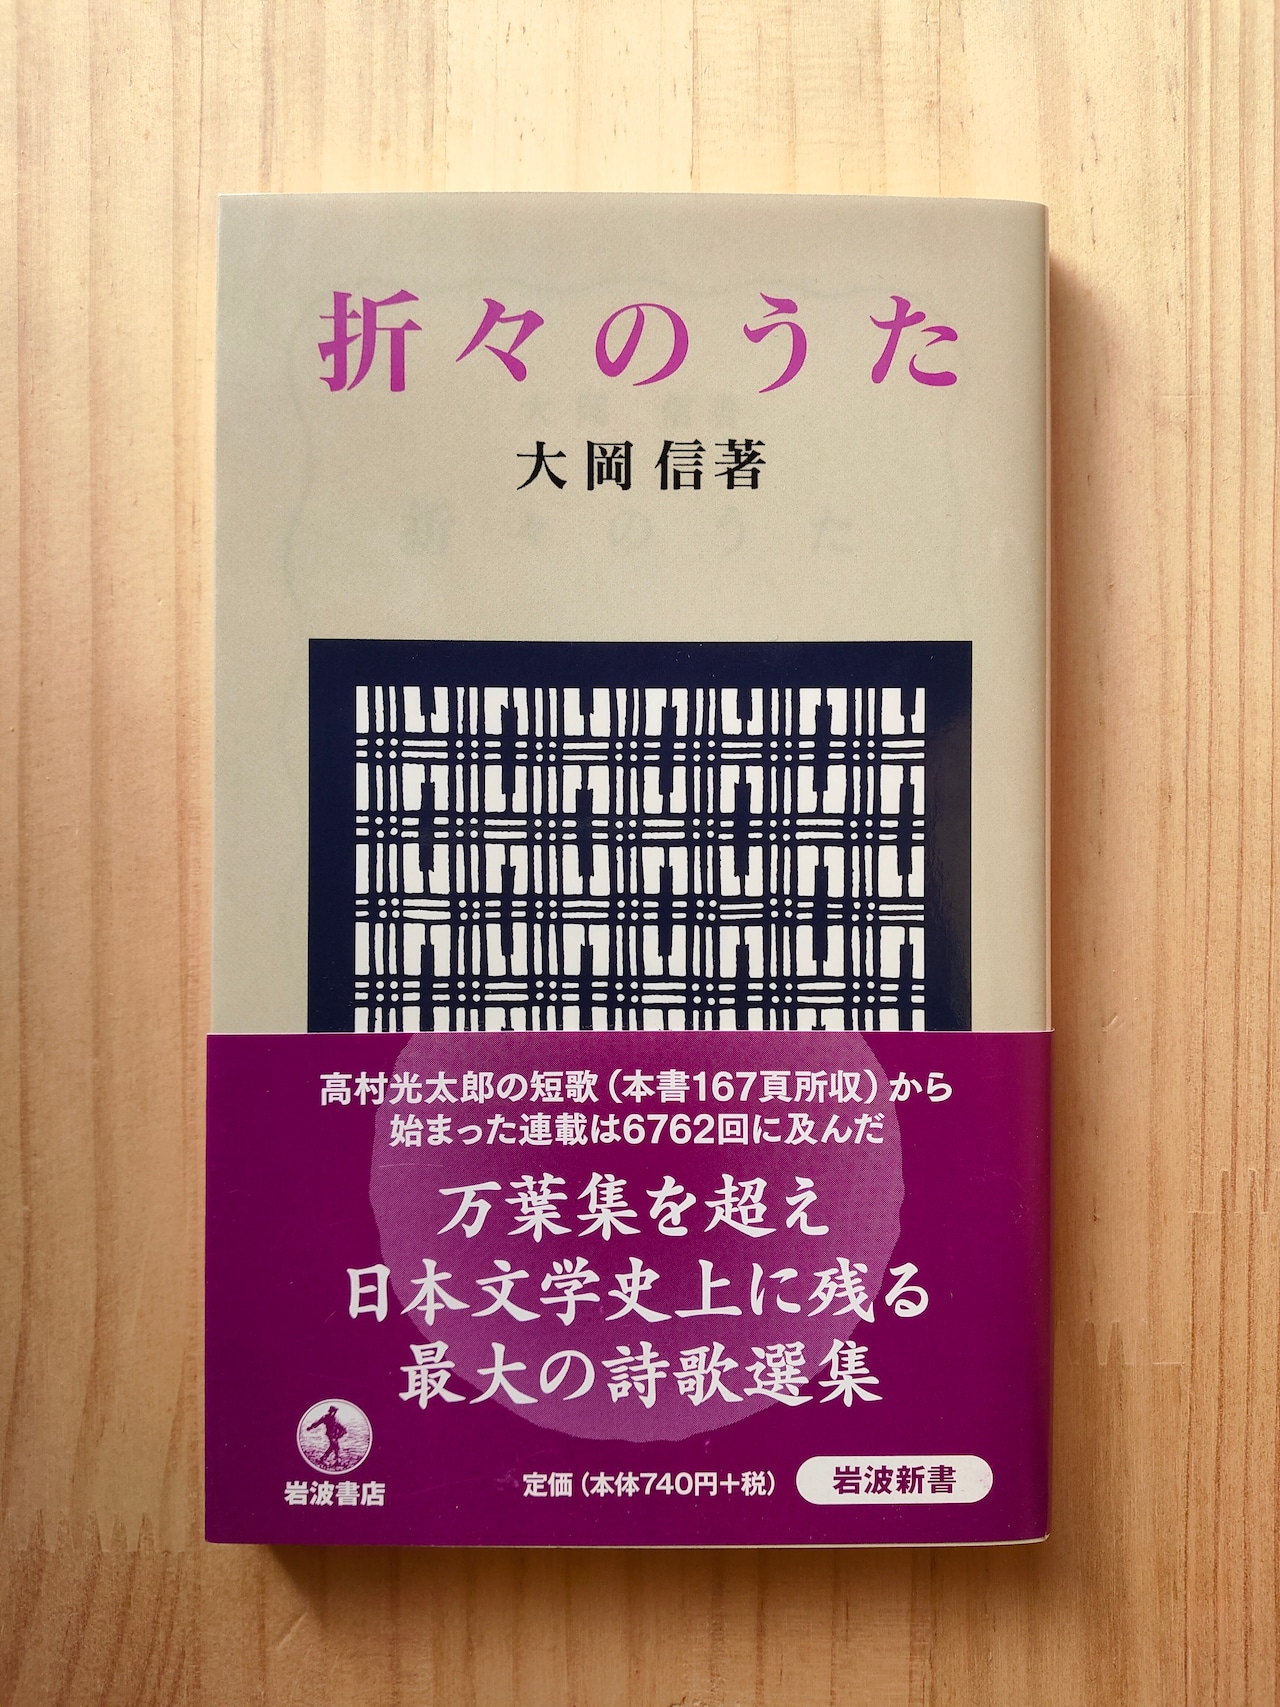 折々のうた
大岡信著
高村光太郎の短歌（本書167頁所収）から
始まった連載は6762回に及んだ
万葉集を超え
日本文学史上に残る
最大の詩歌選集
岩波書店
定価（本体740円+税）
岩波新書